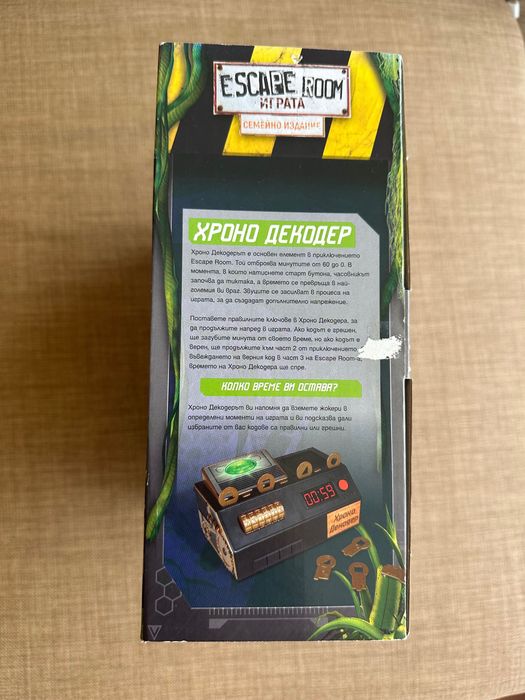 ESCAPE ROOM
ИГРАТА
СЕМЕЙНО ИЗДАНИЕ
ХРОНО ДЕКОДЕР
Хроно Декодерът е основен елемент в приключението
Escape Room. Той отброява минутите от 60 до 0. В
момента, в който натиснете старт бутона, часовникът
започва да тиктака, а времето се превръща в най-
големия ви враг. Звуците се засилват в процеса на
играта, за да създадат допълнително напрежение.
Поставете правилните ключове в Хроно Декодера, за
да продължите напред в играта. Ако кодът е грешен,
ще загубите минута от своето време, но ако кодът е
верен, ще продължите към част 2 от приключението
въвеждането на верния код в част 3 на Escape Room-а,
времето на Хроно Декодера ще спре.
КОЛКО ВРЕМЕ ВИ ОСТАВА?
Хроно Декодерът ви напомня да вземете жокери в
определени моменти на играта и ви подсказва дали
избраните от вас кодове са правилни или грешни.
00:59
Хроно
Декодер